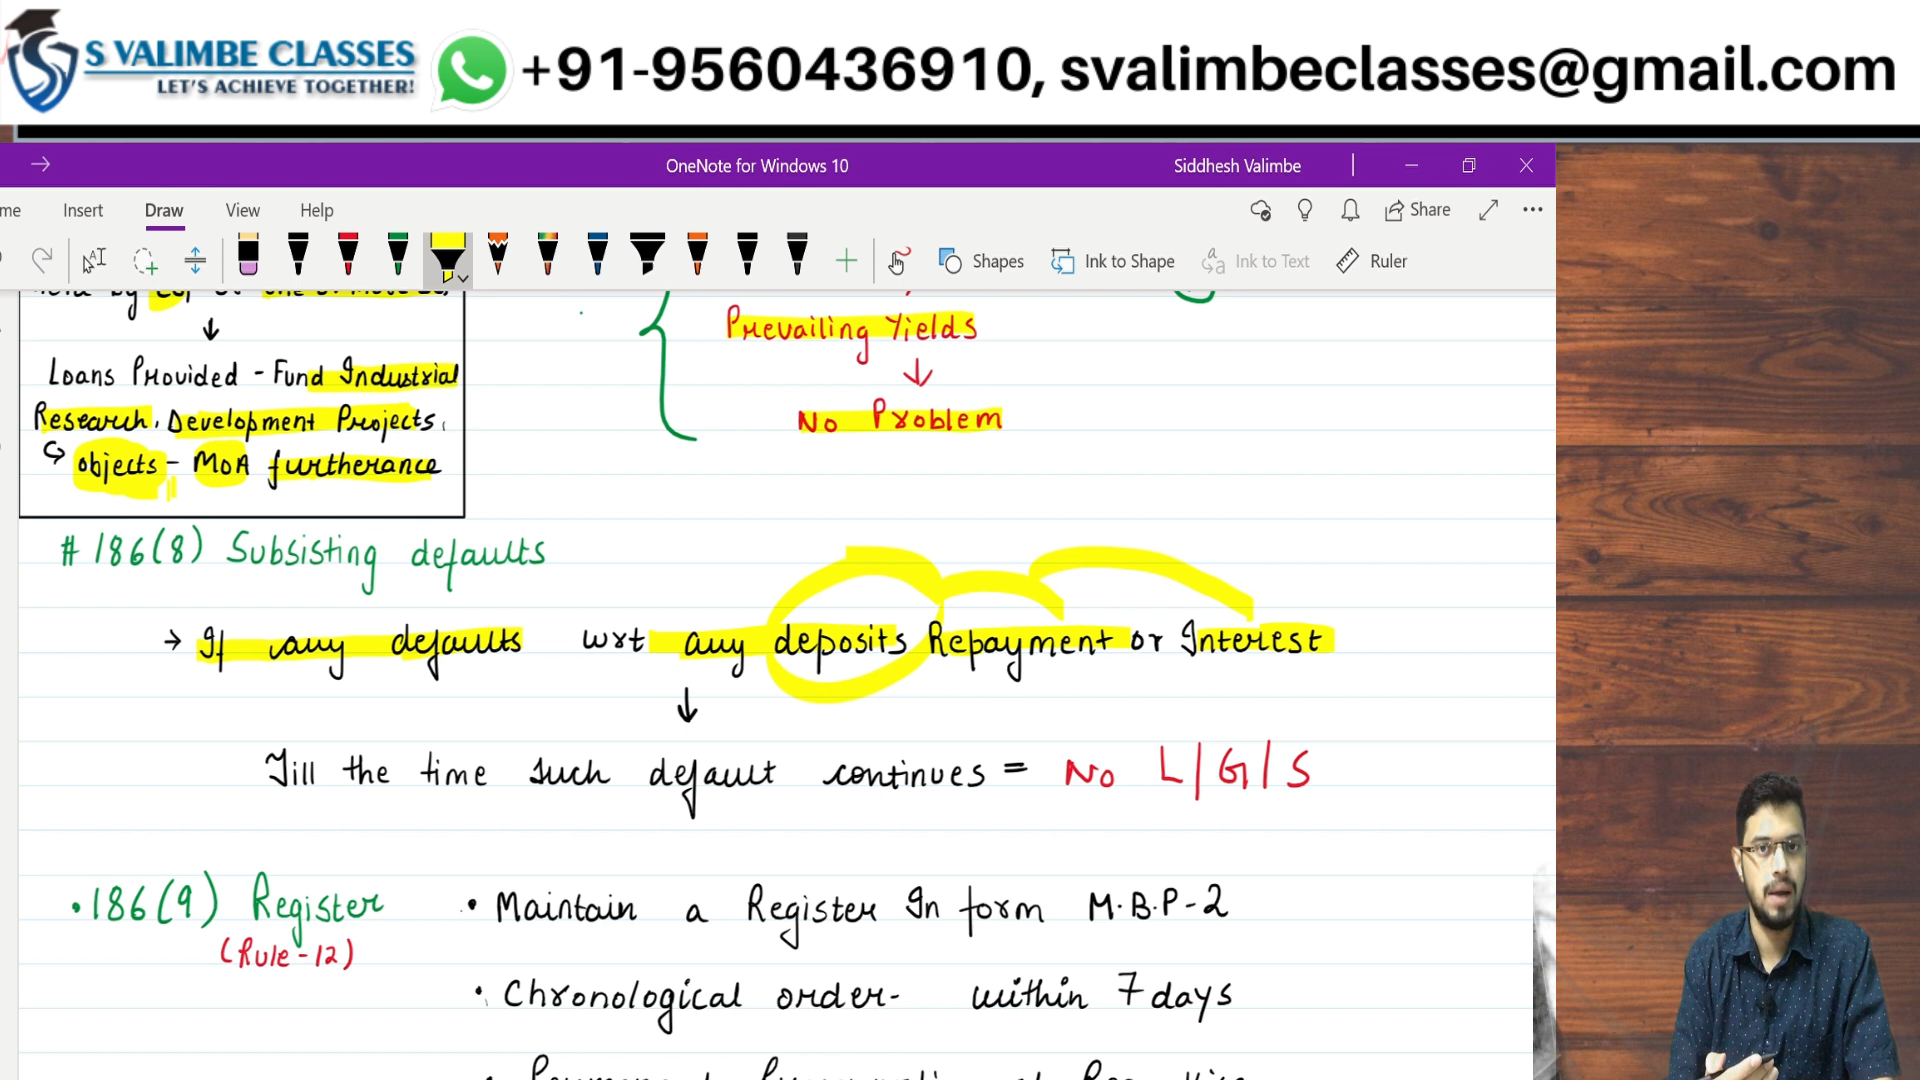 S VALIMBE CLASSES
LET'S ACHIEVE TOGETHER!
+91-9560436910, svalimbeclasses@gmail.com
OneNote for Windows 10
Siddhesh Valimbe
me Insert Draw View Help
Share
Shapes
Ink to Shape
Ink to Text
Ruler
by
Loans Provided - Fund Industrial
Research, Development Projects,
objects - MOA furtherance
Prevailing Yields
No Problem
# 186(8) Subsisting defaults
→ If any defaults wrt any deposits Repayment or Interest
Till the time such default continues = No L/G/S
• 186(9) Register
(Rule-12)
• Maintain a Register In form M.B.P-2
• Chronological order- within 7 days